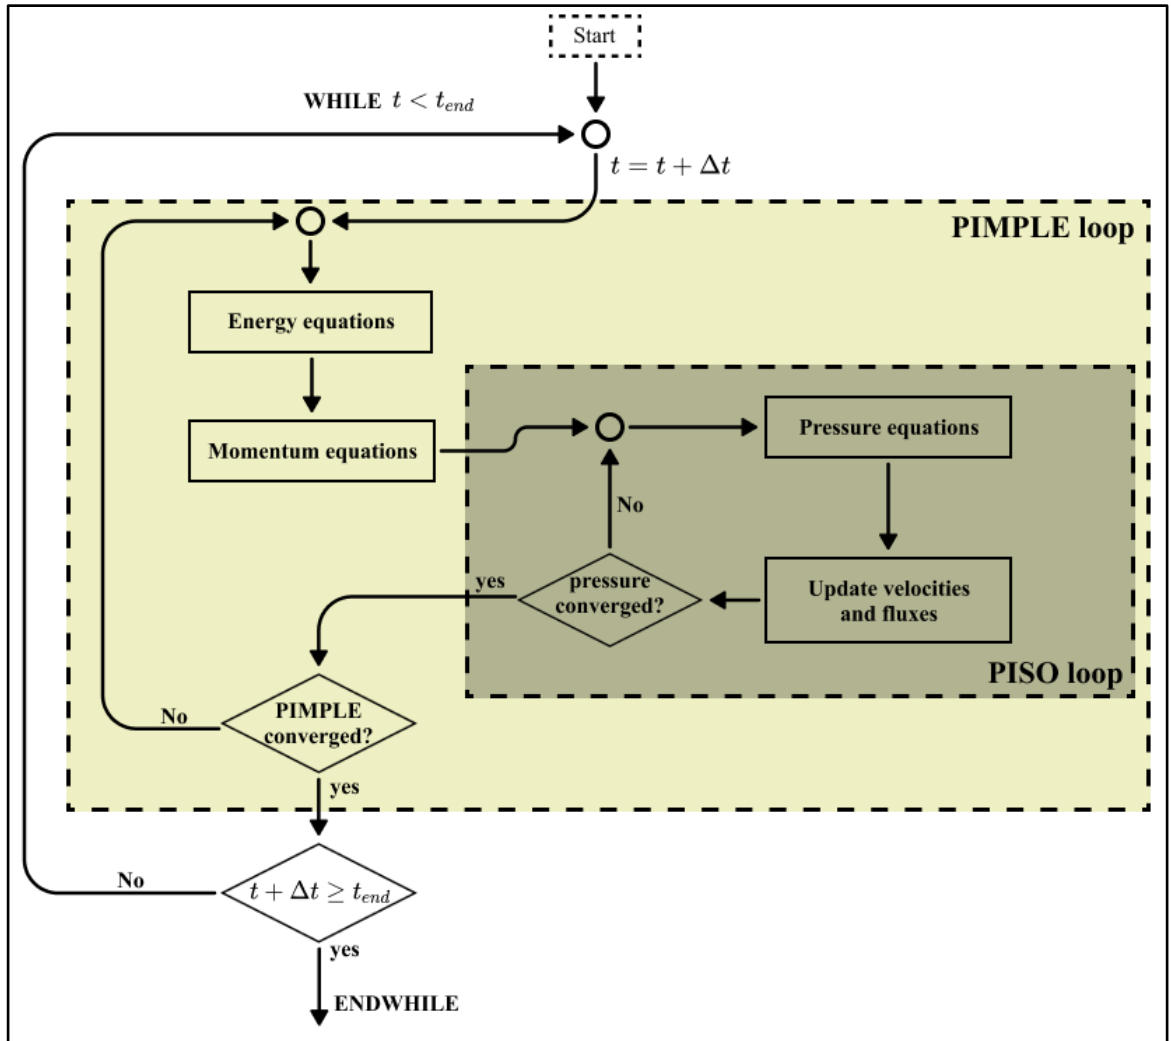 Start
WHILE t < t_end
t = t + Δt
PIMPLE loop
Energy equations
Momentum equations
Pressure equations
No
yes
pressure
converged?
Update velocities
and fluxes
PISO loop
No
PIMPLE
converged?
yes
No
t + Δt ≥ t_end
yes
ENDWHILE